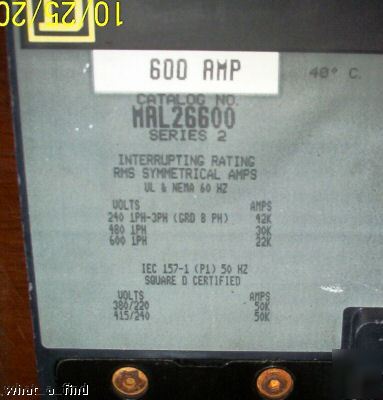 10/25/20
600 AMP
40° C.
CATALOG NO.
MAL26600
SERIES 2
INTERRUPTING RATING
RMS SYMMETRICAL AMPS
UL & NEMA 60 HZ
VOLTS AMPS
240 1PH-3PH (GRD B PH) 42K
480 1PH 30K
600 1PH 22K
IEC 157-1 (P1) 50 HZ
SQUARE D CERTIFIED
VOLTS AMPS
380/220 50K
415/240 50K
what_a_find